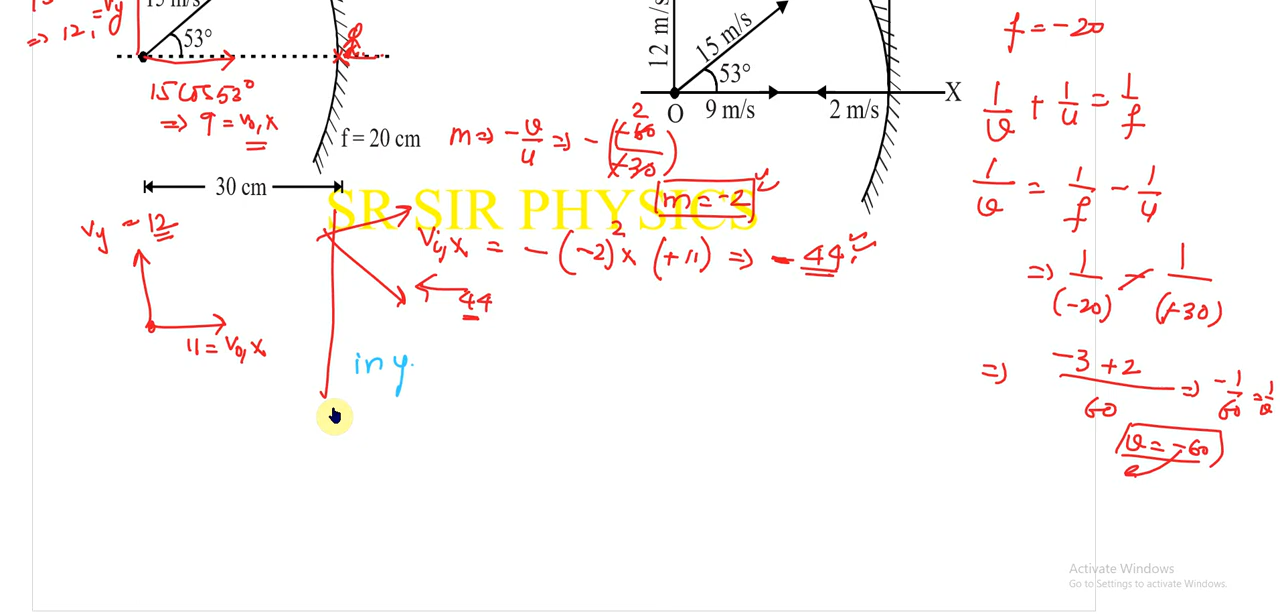 15 m/s
=) 12, = vy
53°
15 Cos 53°
=) 9 = v0,x
f = 20 cm
30 cm
12 m/s
15 m/s
53°
O 9 m/s 2 m/s X
m => -v/u => - (-60/-30) 2
m = -2
SR SIR PHYSICS
Vi,x = - (-2)² x (+11) => - 44
44
vy = 12
11 = v0,x
in y.
f = -20
1/v + 1/u = 1/f
1/v = 1/f - 1/u
=) 1/(-20) - 1/(-30)
=) -3+2/60 => -1/60 = 1/v
v = -60
Activate Windows
Go to Settings to activate Windows.